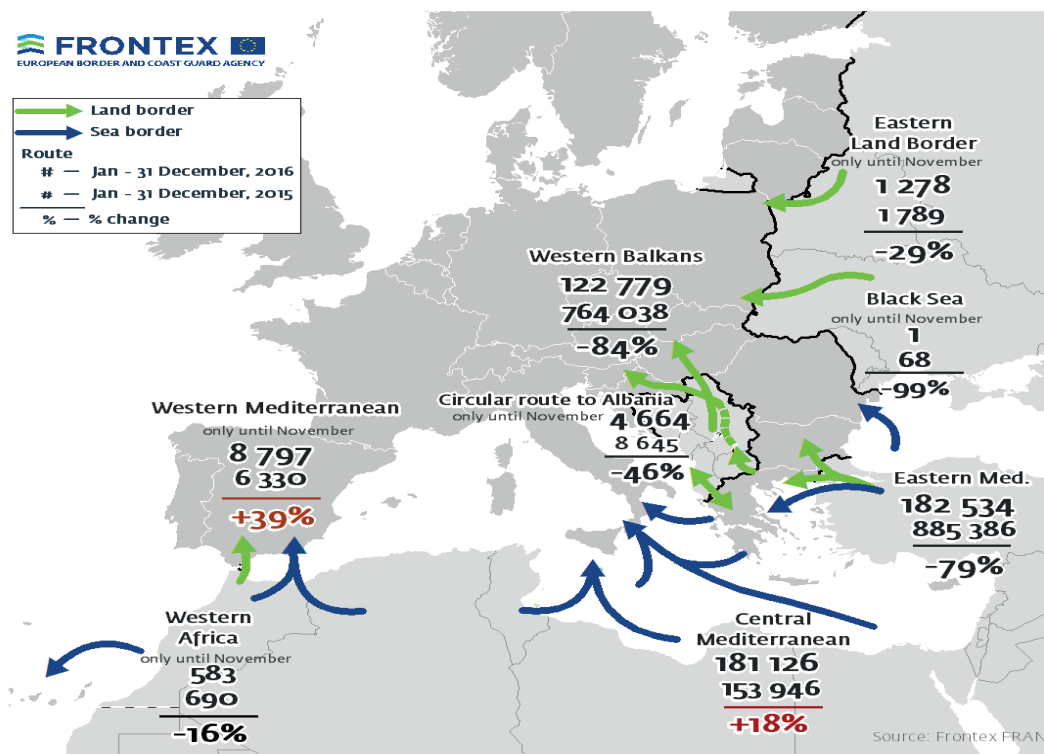 FRONTEX
EUROPEAN BORDER AND COAST GUARD AGENCY
Land border
Sea border
Route
# — Jan - 31 December, 2016
# — Jan - 31 December, 2015
% — % change
Eastern
Land Border
only until November
1 278
1 789
-29%
Western Balkans
122 779
764 038
-84%
Black Sea
only until November
1
68
-99%
Circular route to Albania
only until November
4 664
8 645
-46%
Western Mediterranean
only until November
8 797
6 330
+39%
Eastern Med.
182 534
885 386
-79%
Western
Africa
only until November
583
690
-16%
Central
Mediterranean
181 126
153 946
+18%
Source: Frontex FRAN